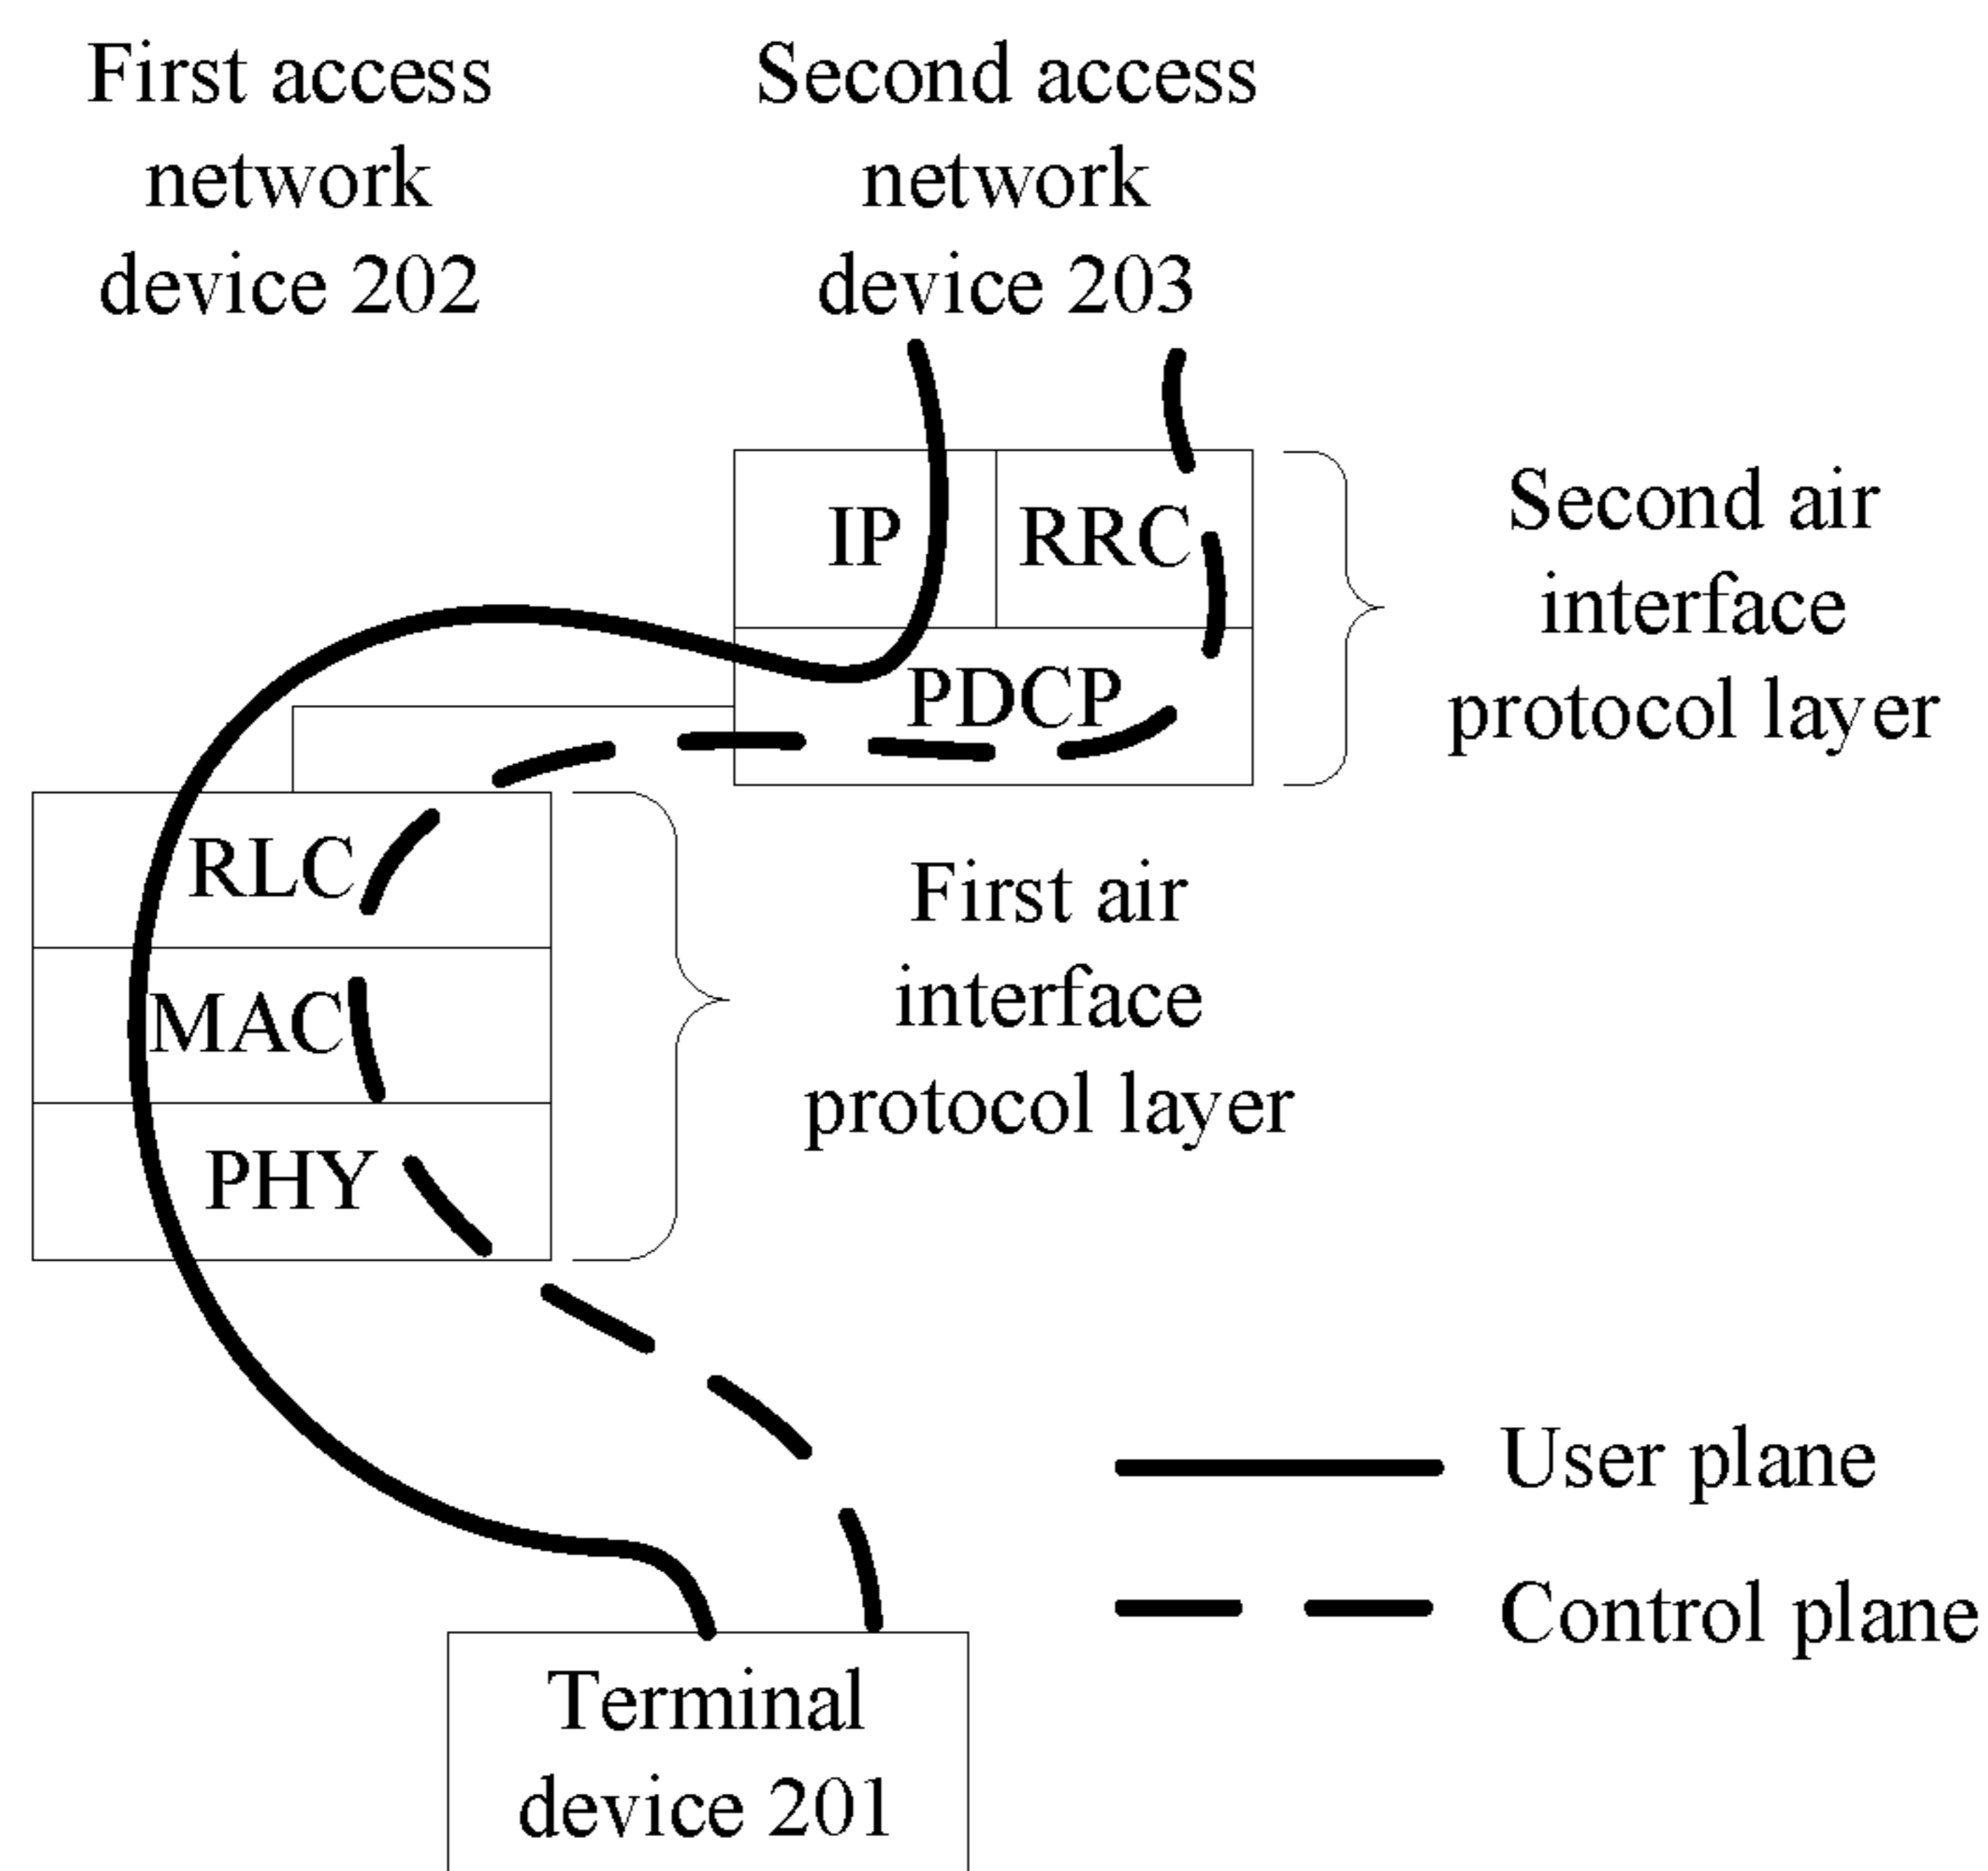 First access
network
device 202
Second access
network
device 203
IP
RRC
PDCP
Second air
interface
protocol layer
RLC
MAC
PHY
First air
interface
protocol layer
User plane
Control plane
Terminal
device 201